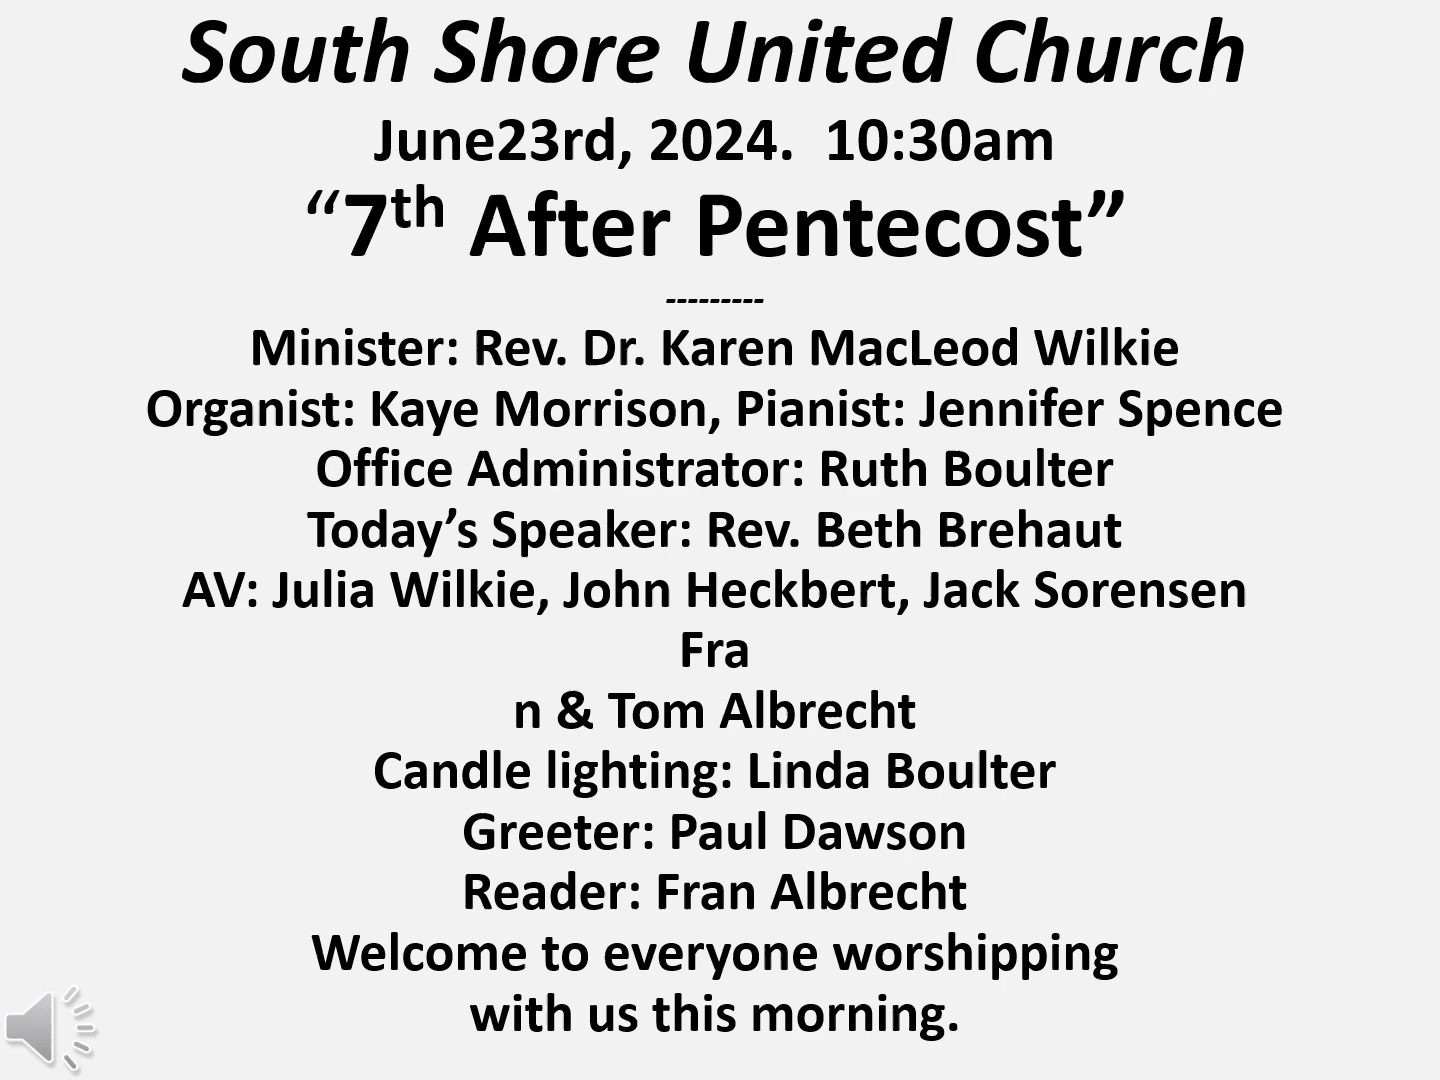 South Shore United Church
June23rd, 2024.  10:30am
“7th After Pentecost”
---------
Minister: Rev. Dr. Karen MacLeod Wilkie
Organist: Kaye Morrison, Pianist: Jennifer Spence
Office Administrator: Ruth Boulter
Today’s Speaker: Rev. Beth Brehaut
AV: Julia Wilkie, John Heckbert, Jack Sorensen
Fra
n & Tom Albrecht
Candle lighting: Linda Boulter
Greeter: Paul Dawson
Reader: Fran Albrecht
Welcome to everyone worshipping
with us this morning.